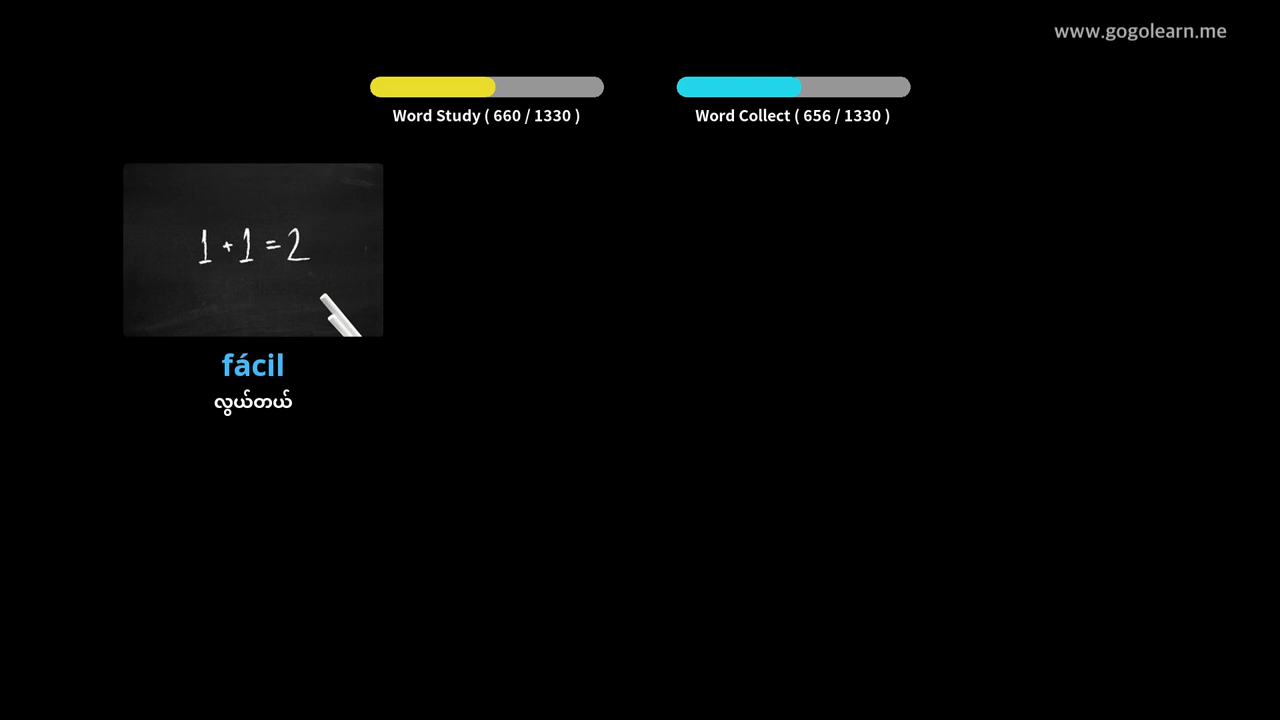 www.gogolearn.me
Word Study ( 660 / 1330 )
Word Collect ( 656 / 1330 )
1 + 1 = 2
fácil
လွယ်တယ်